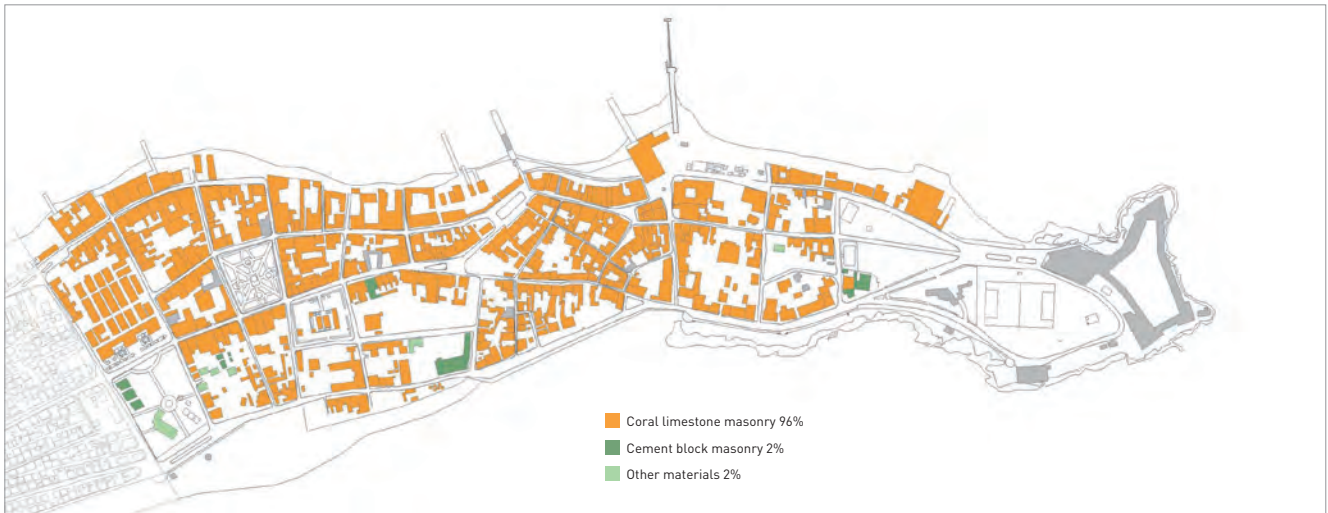 Coral limestone masonry 96%
Cement block masonry 2%
Other materials 2%